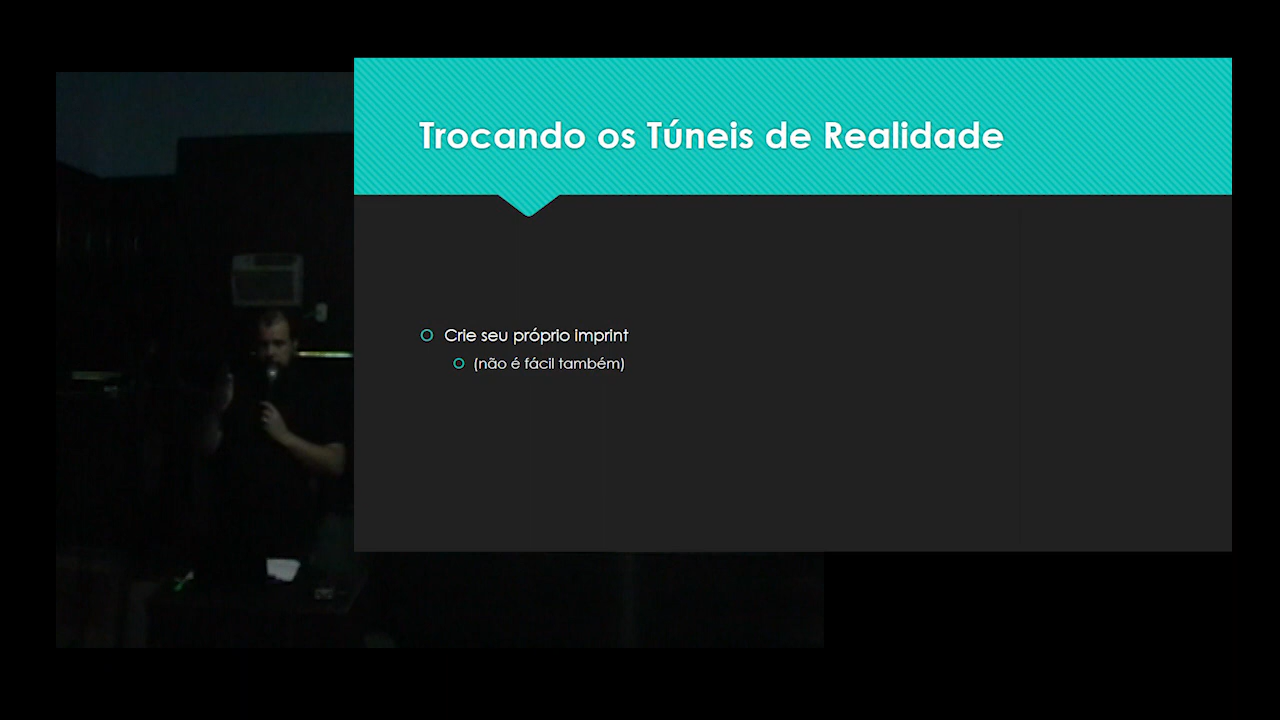 Trocando os Túneis de Realidade
Crie seu próprio imprint
(não é fácil também)